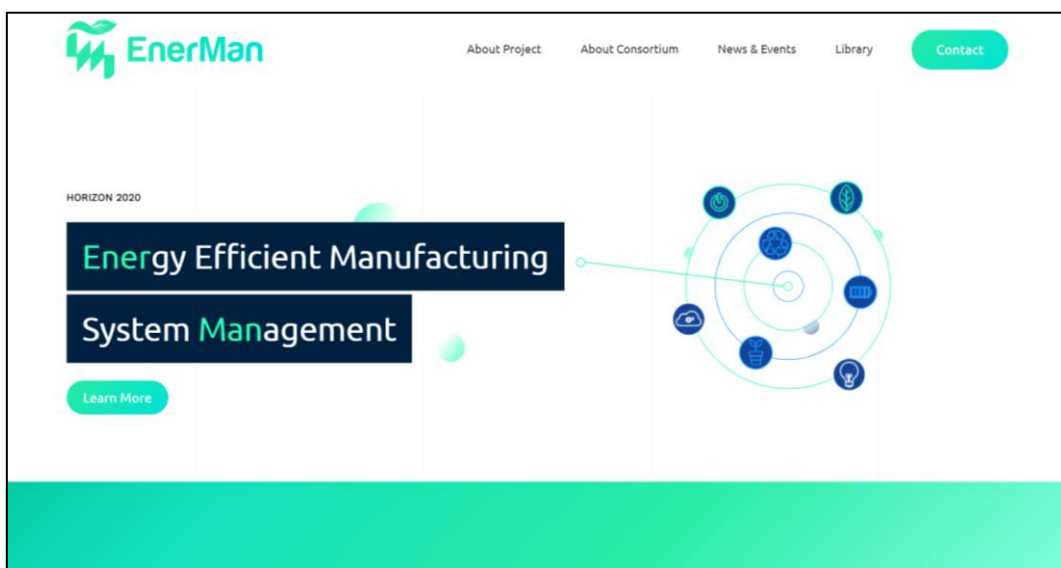 EnerMan
About Project About Consortium News & Events Library Contact
HORIZON 2020
Energy Efficient Manufacturing
System Management
Learn More